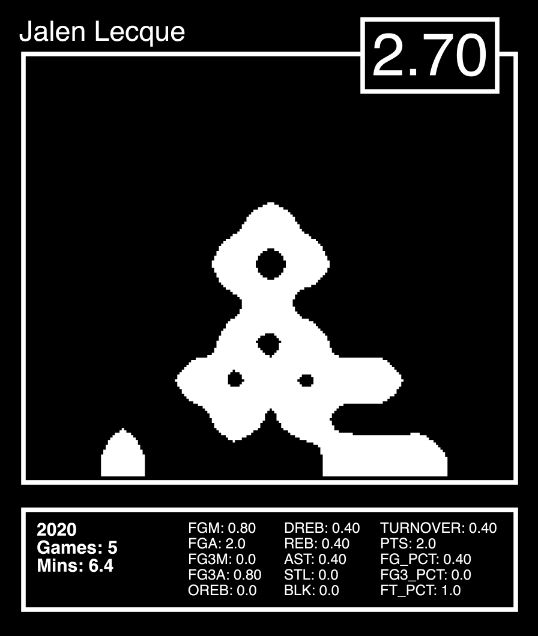 Jalen Lecque
2.70
2020
Games: 5
Mins: 6.4
FGM: 0.80
FGA: 2.0
FG3M: 0.0
FG3A: 0.80
OREB: 0.0
DREB: 0.40
REB: 0.40
AST: 0.40
STL: 0.0
BLK: 0.0
TURNOVER: 0.40
PTS: 2.0
FG_PCT: 0.40
FG3_PCT: 0.0
FT_PCT: 1.0